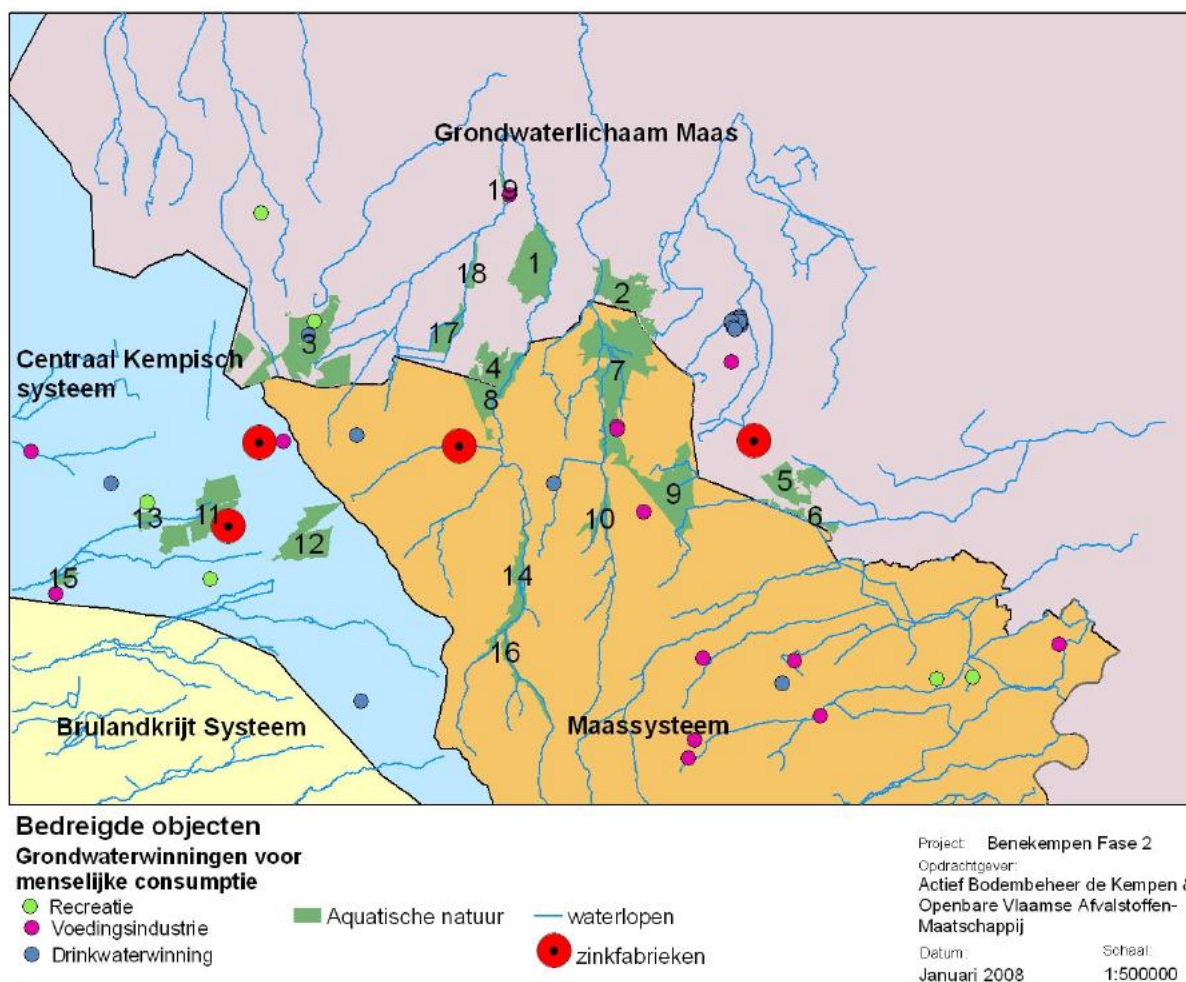 Grondwaterlichaam Maas
19
1
18
2
17
3
4
7
8
Centraal Kempisch
systeem
5
9
6
10
11
13
12
15
14
16
Brulandkrijt Systeem
Maassysteem
Bedreigde objecten
Grondwaterwinningen voor
menselijke consumptie
Recreatie
Voedingsindustrie
Drinkwaterwinning
Aquatische natuur
waterlopen
zinkfabrieken
Project: Benekempen Fase 2
Opdrachtgever:
Actief Bodembeheer de Kempen &
Openbare Vlaamse Afvalstoffen-
Maatschappij
Datum: Schaal:
Januari 2008 1:500000